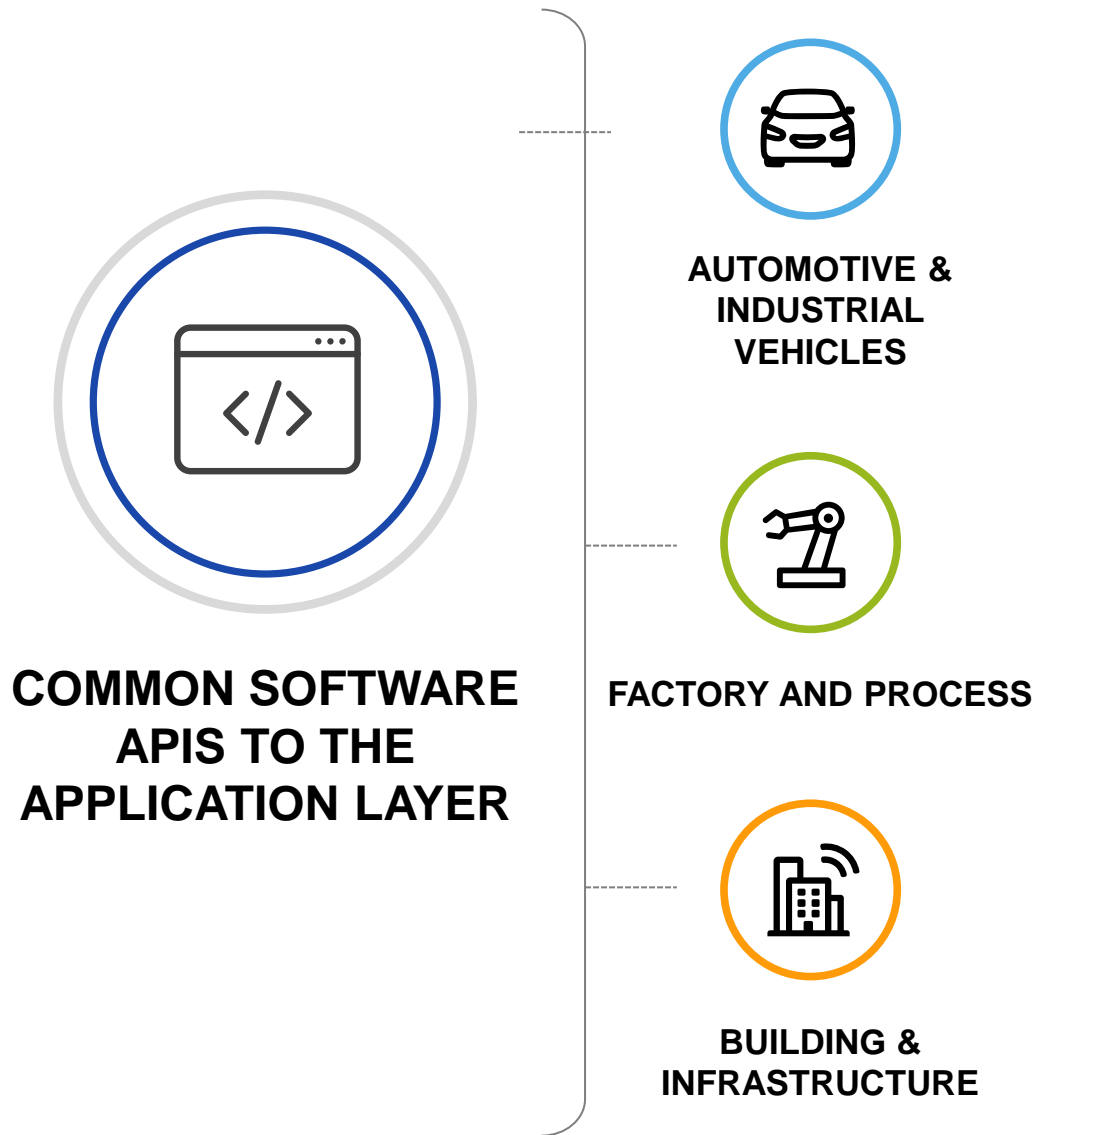 COMMON SOFTWARE
APIS TO THE
APPLICATION LAYER
AUTOMOTIVE &
INDUSTRIAL
VEHICLES
FACTORY AND PROCESS
BUILDING &
INFRASTRUCTURE